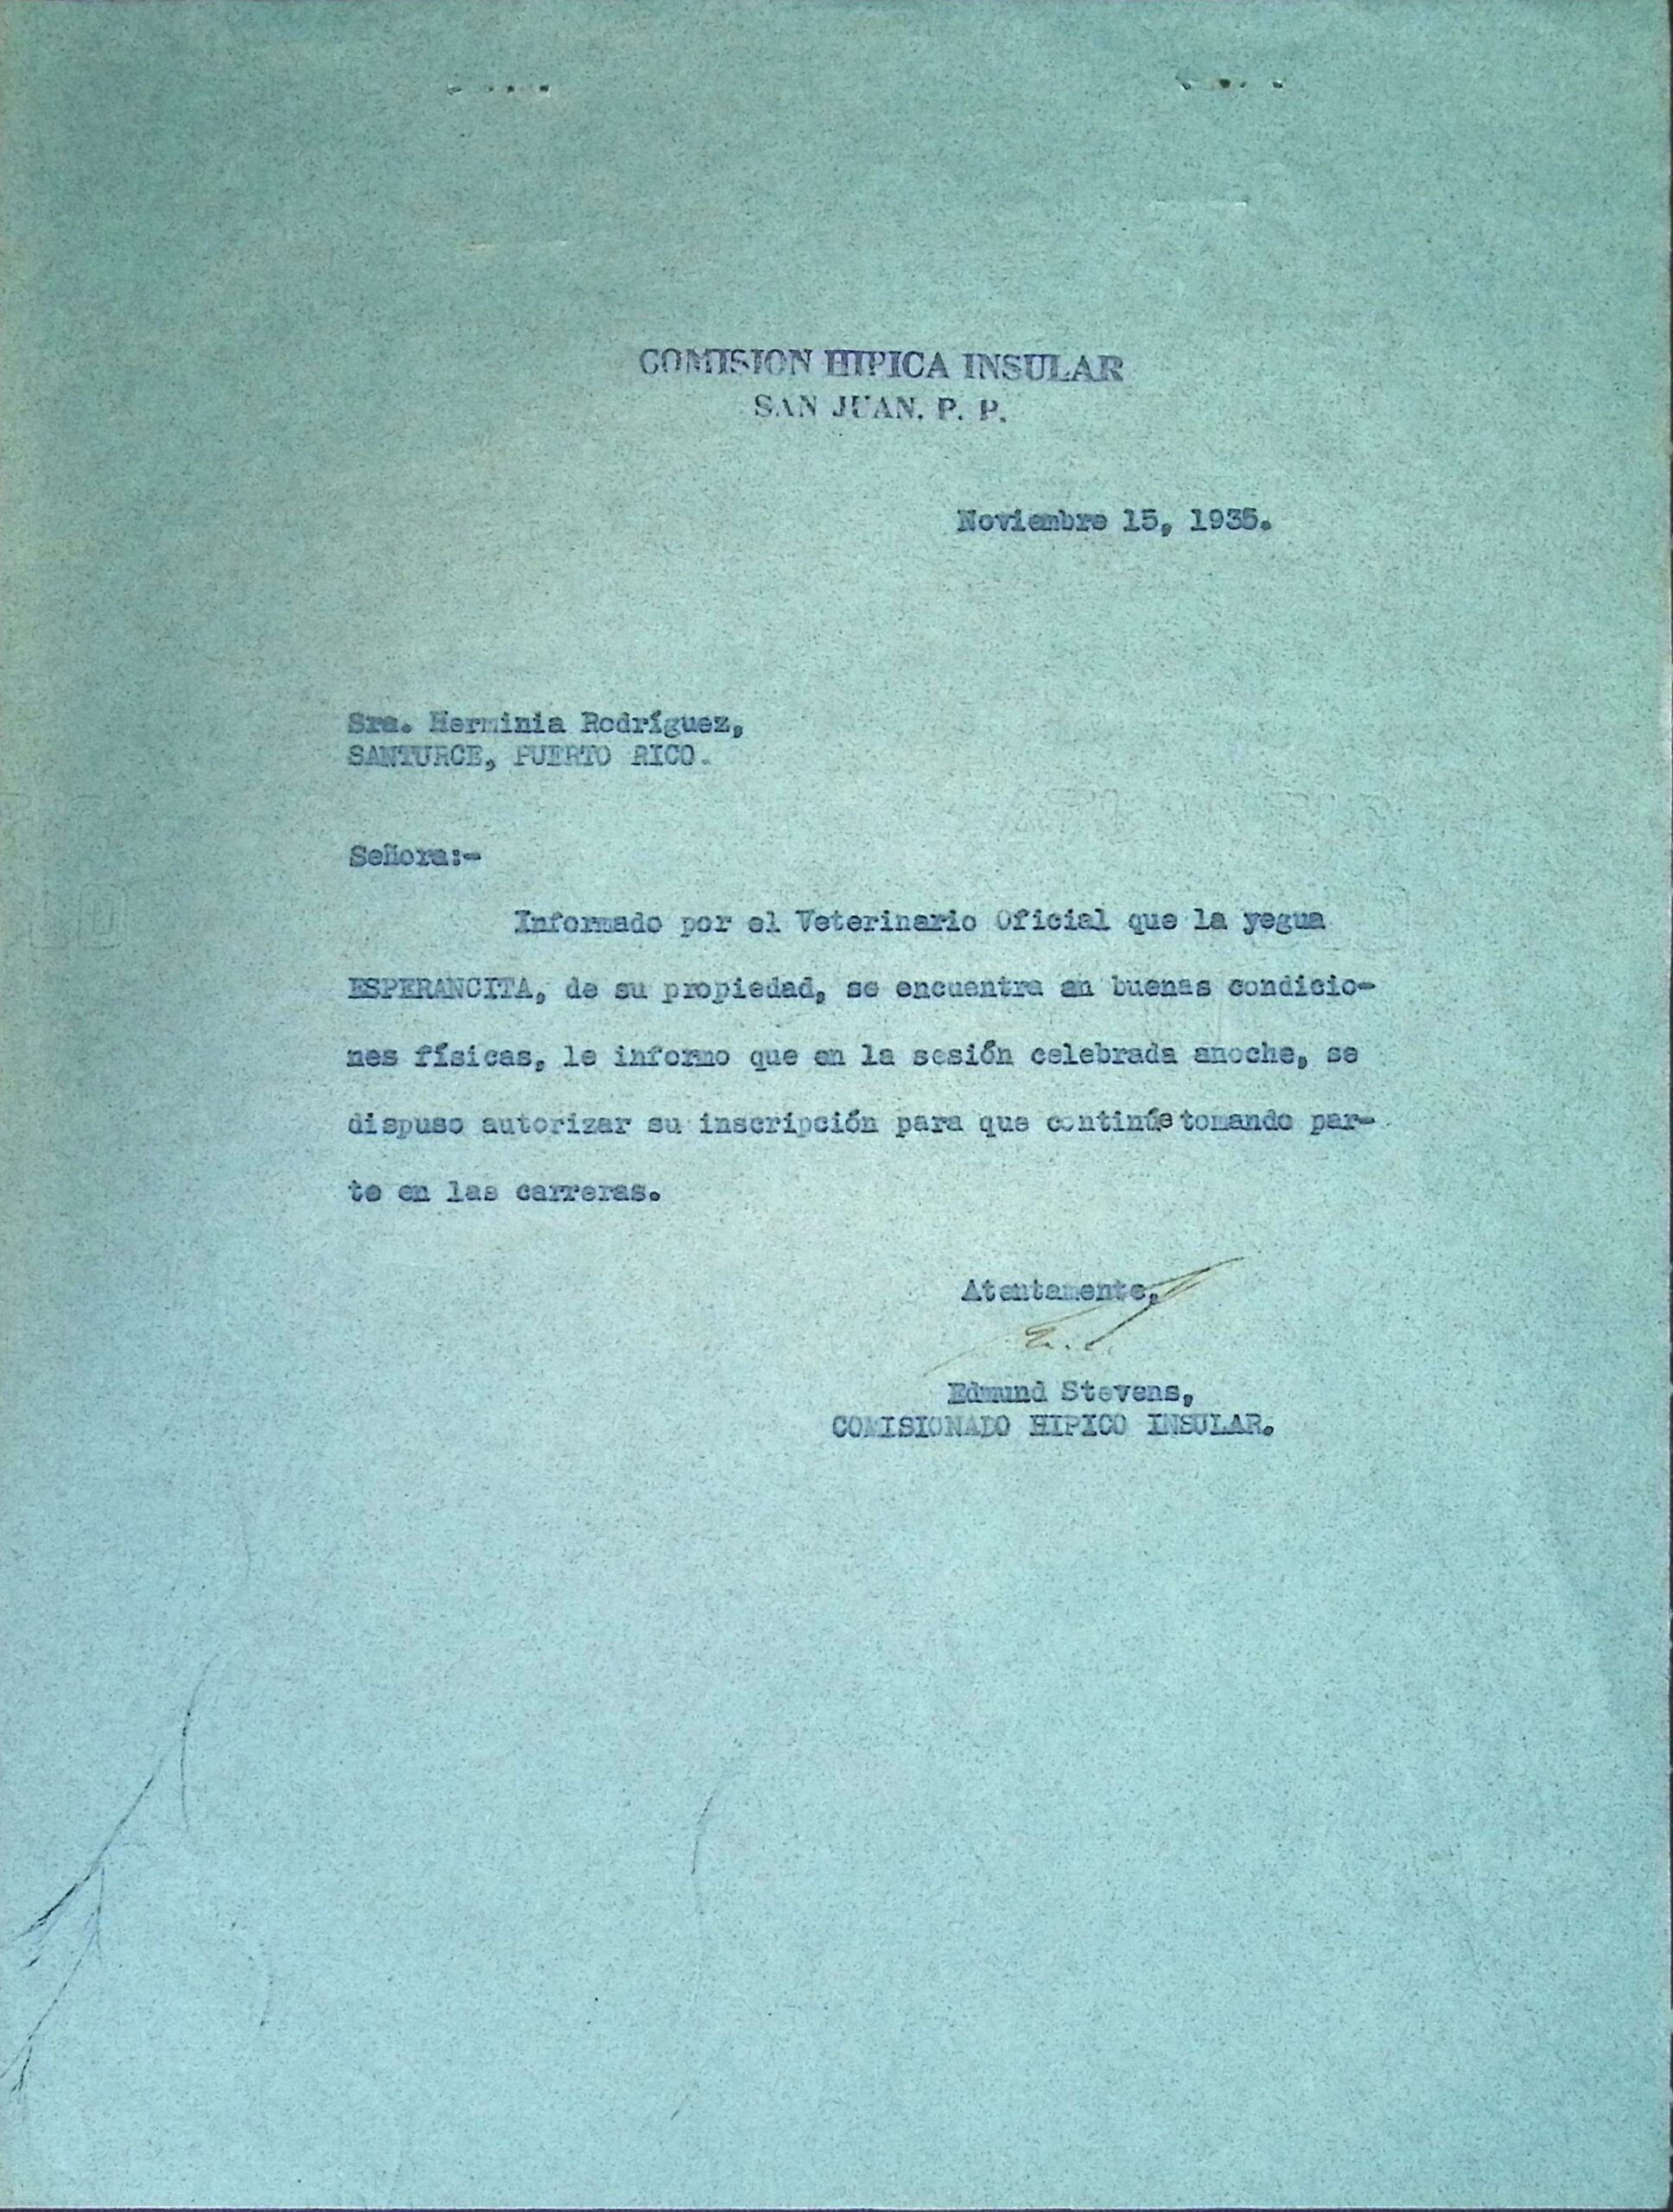 COMISION HIPICA INSULAR
SAN JUAN, P. R.
Noviembre 15, 1935.
Sra. Herminia Rodríguez,
SANTURCE, PUERTO RICO.
Señora:-
Informado por el Veterinario Oficial que la yegua
ESPERANCITA, de su propiedad, se encuentra en buenas condicio-
nes físicas, le informo que en la sesión celebrada anoche, se
dispuso autorizar su inscripción para que continúe tomando par-
te en las carreras.
Atentamente,
E. S.
Edmund Stevens,
COMISIONADO HIPICO INSULAR.